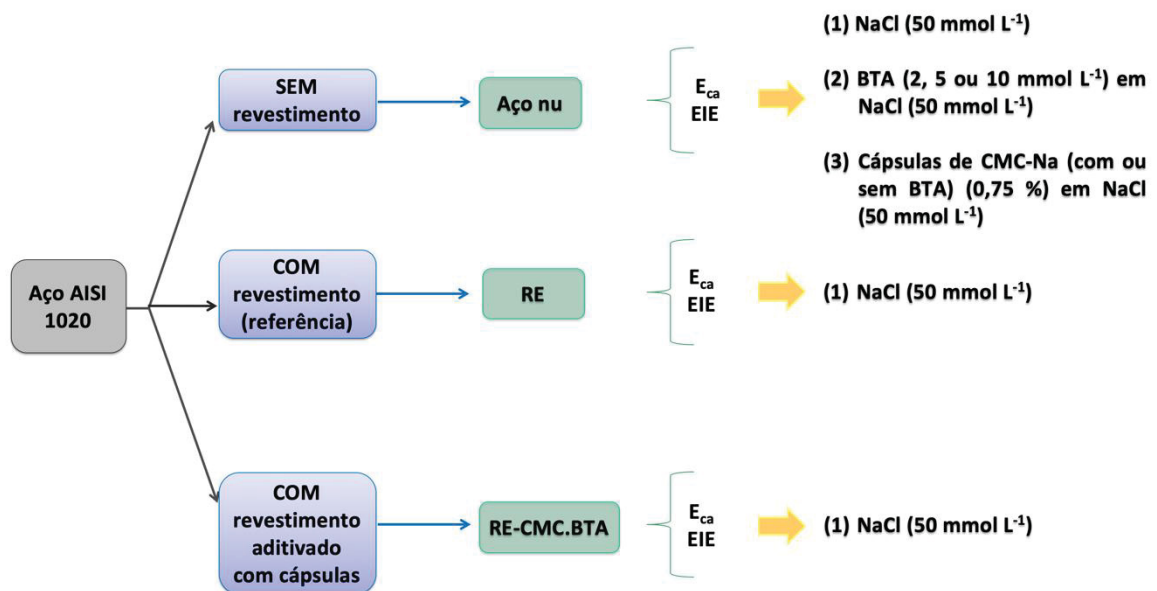 Aço AISI
1020
SEM
revestimento
Aço nu
E_ca
EIE
(1) NaCl (50 mmol L⁻¹)
(2) BTA (2, 5 ou 10 mmol L⁻¹) em
NaCl (50 mmol L⁻¹)
(3) Cápsulas de CMC-Na (com ou
sem BTA) (0,75 %) em NaCl
(50 mmol L⁻¹)
COM
revestimento
(referência)
RE
E_ca
EIE
(1) NaCl (50 mmol L⁻¹)
COM
revestimento
aditivado
com cápsulas
RE-CMC.BTA
E_ca
EIE
(1) NaCl (50 mmol L⁻¹)